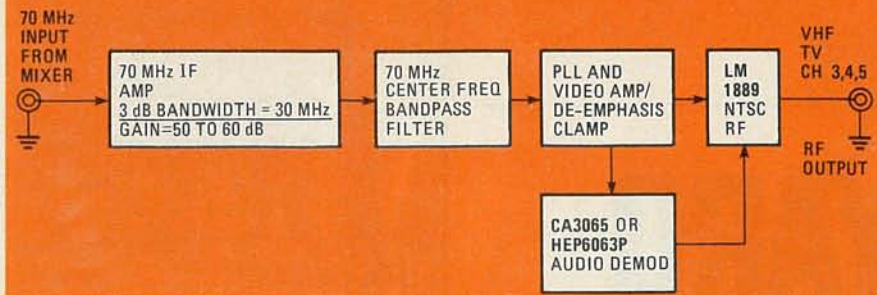 70 MHz
INPUT
FROM
MIXER
70 MHz IF
AMP
3 dB BANDWIDTH = 30 MHz
GAIN=50 TO 60 dB
70 MHz
CENTER FREQ
BANDPASS
FILTER
PLL AND
VIDEO AMP/
DE-EMPHASIS
CLAMP
LM
1889
NTSC
RF
VHF
TV
CH 3,4,5
RF
OUTPUT
CA3065 OR
HEP6063P
AUDIO DEMOD